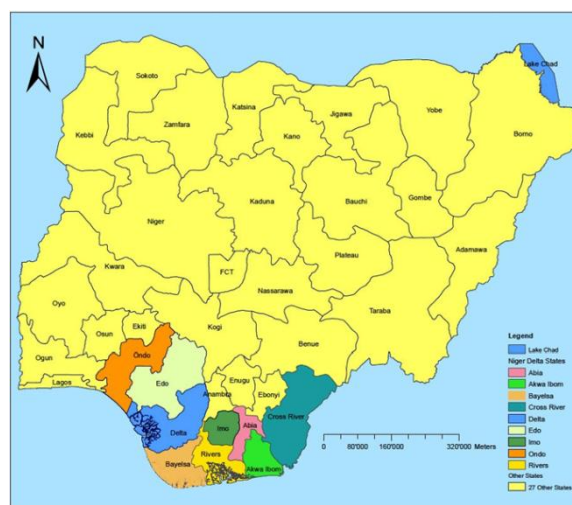 N
Lake Chad
Sokoto
Katsina
Jigawa
Yobe
Zamfara
Kano
Kebbi
Borno
Kaduna
Bauchi
Gombe
Niger
Adamawa
Plateau
Kwara
FCT
Nassarawa
Oyo
Taraba
Kogi
Ekiti
Osun
Benue
Ondo
Ogun
Enugu
Edo
Lagos
Anambra
Ebonyi
Cross River
Delta
Imo
Abia
Rivers
Bayelsa
Akwa Ibom
Legend
Lake Chad
Niger Delta States
Abia
Akwa Ibom
Bayelsa
Cross River
Delta
Edo
Imo
Ondo
Rivers
Other States
27 Other States
0 80'000 160'000 320'000 Meters